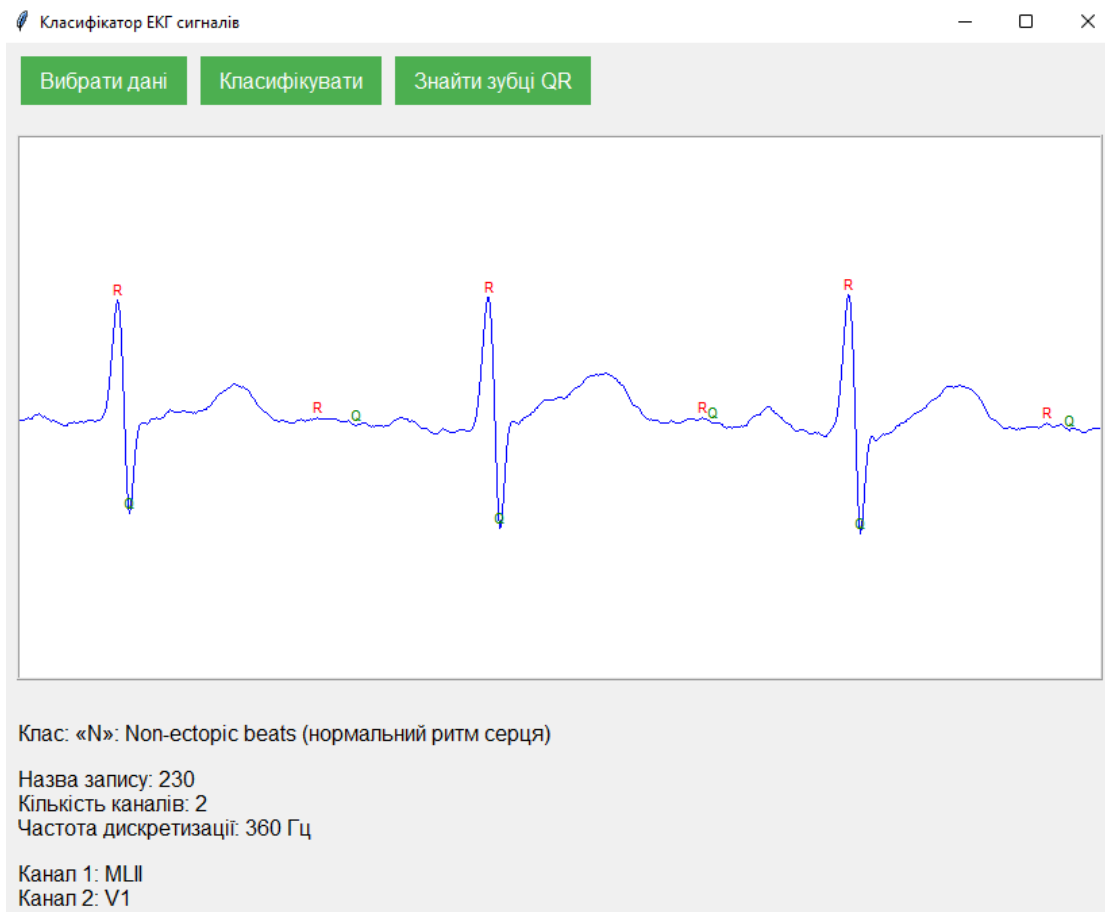 Класифікатор ЕКГ сигналів
Вибрати дані Класифікувати Знайти зубці QR
R R R
R Q R Q R Q
Q Q Q
Клас: «N»: Non-ectopic beats (нормальний ритм серця)
Назва запису: 230
Кількість каналів: 2
Частота дискретизації: 360 Гц
Канал 1: MLII
Канал 2: V1